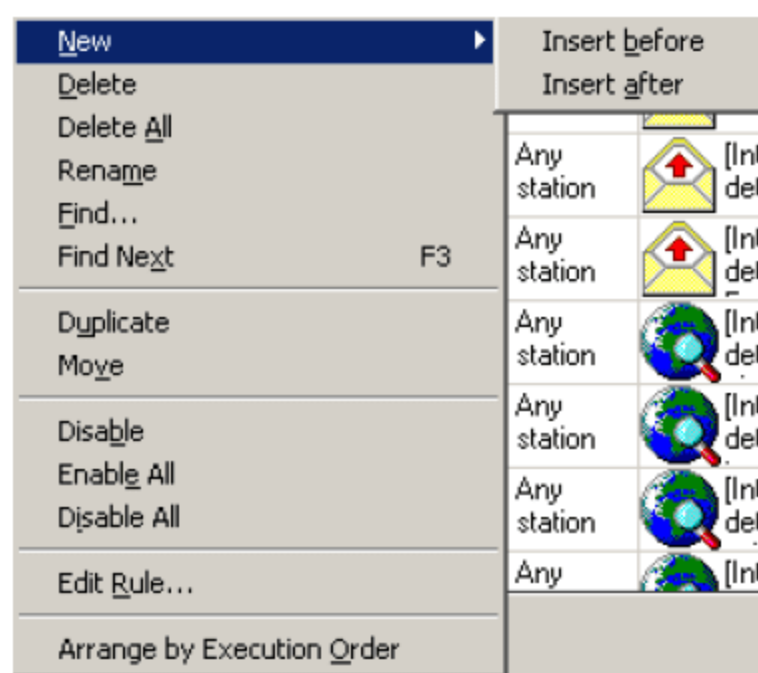 New
Delete
Delete All
Rename
Find...
Find Next F3
Duplicate
Move
Disable
Enable All
Disable All
Edit Rule...
Arrange by Execution Order
Insert before
Insert after
Any
station
Any
station
Any
station
Any
station
Any
station
Any